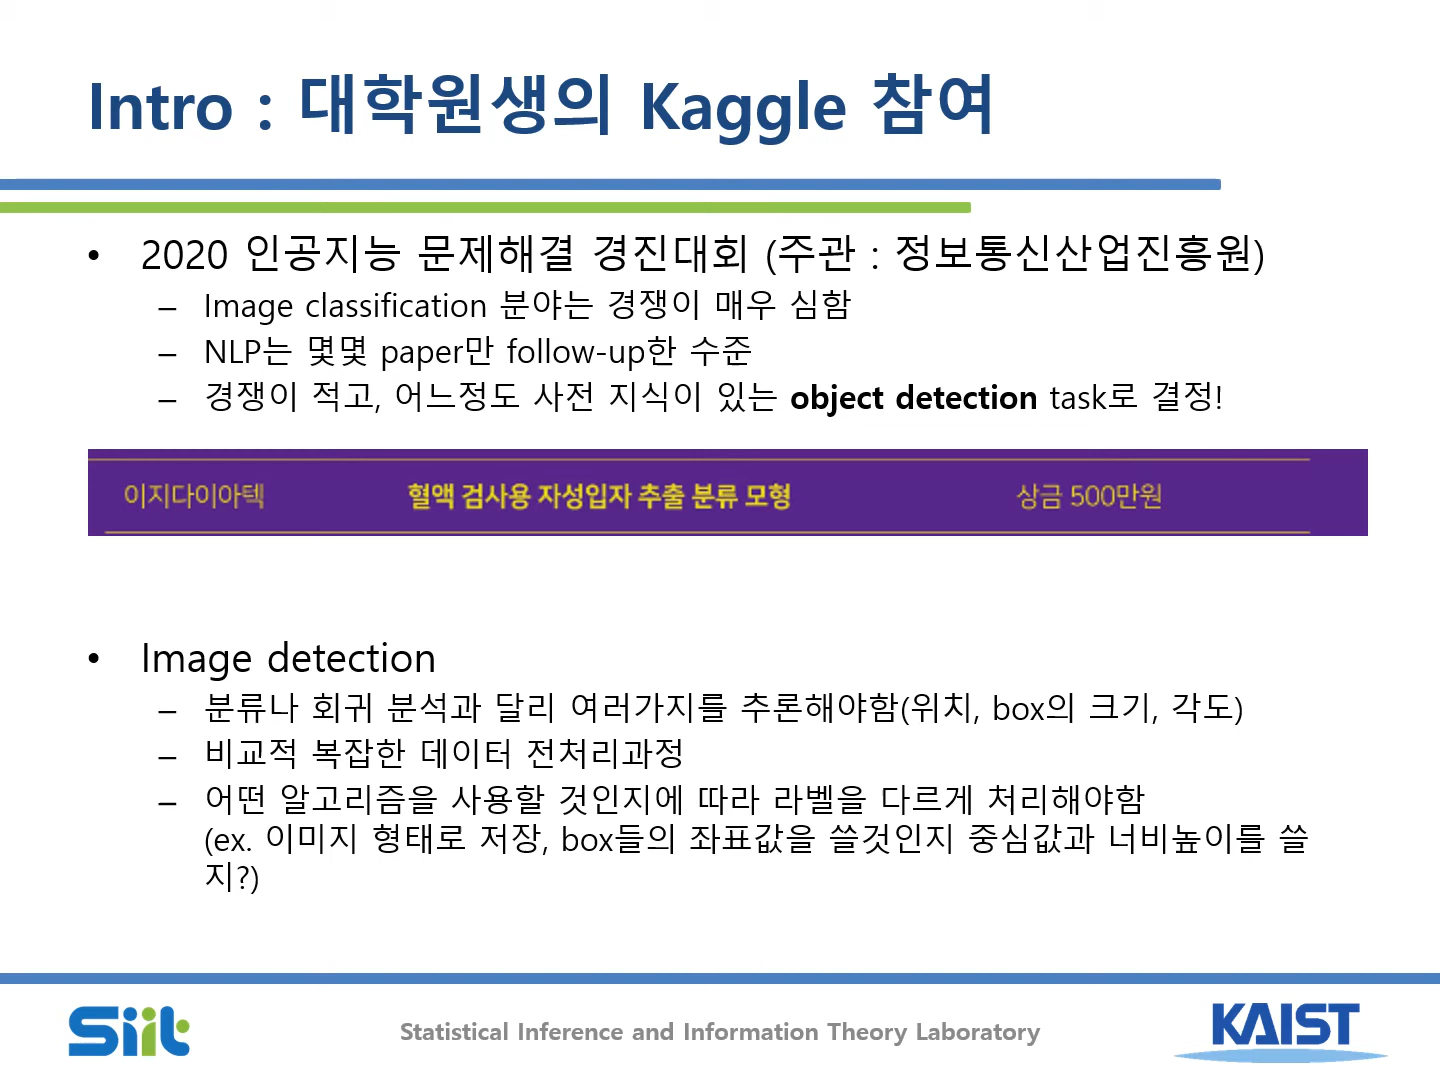 Intro : 대학원생의 Kaggle 참여
• 2020 인공지능 문제해결 경진대회 (주관 : 정보통신산업진흥원)
– Image classification 분야는 경쟁이 매우 심함
– NLP는 몇몇 paper만 follow-up한 수준
– 경쟁이 적고, 어느정도 사전 지식이 있는 object detection task로 결정!
이지다이아텍 혈액 검사용 자성입자 추출 분류 모형 상금 500만원
• Image detection
– 분류나 회귀 분석과 달리 여러가지를 추론해야함(위치, box의 크기, 각도)
– 비교적 복잡한 데이터 전처리과정
– 어떤 알고리즘을 사용할 것인지에 따라 라벨을 다르게 처리해야함
(ex. 이미지 형태로 저장, box들의 좌표값을 쓸것인지 중심값과 너비높이를 쓸
지?)
Siit Statistical Inference and Information Theory Laboratory KAIST